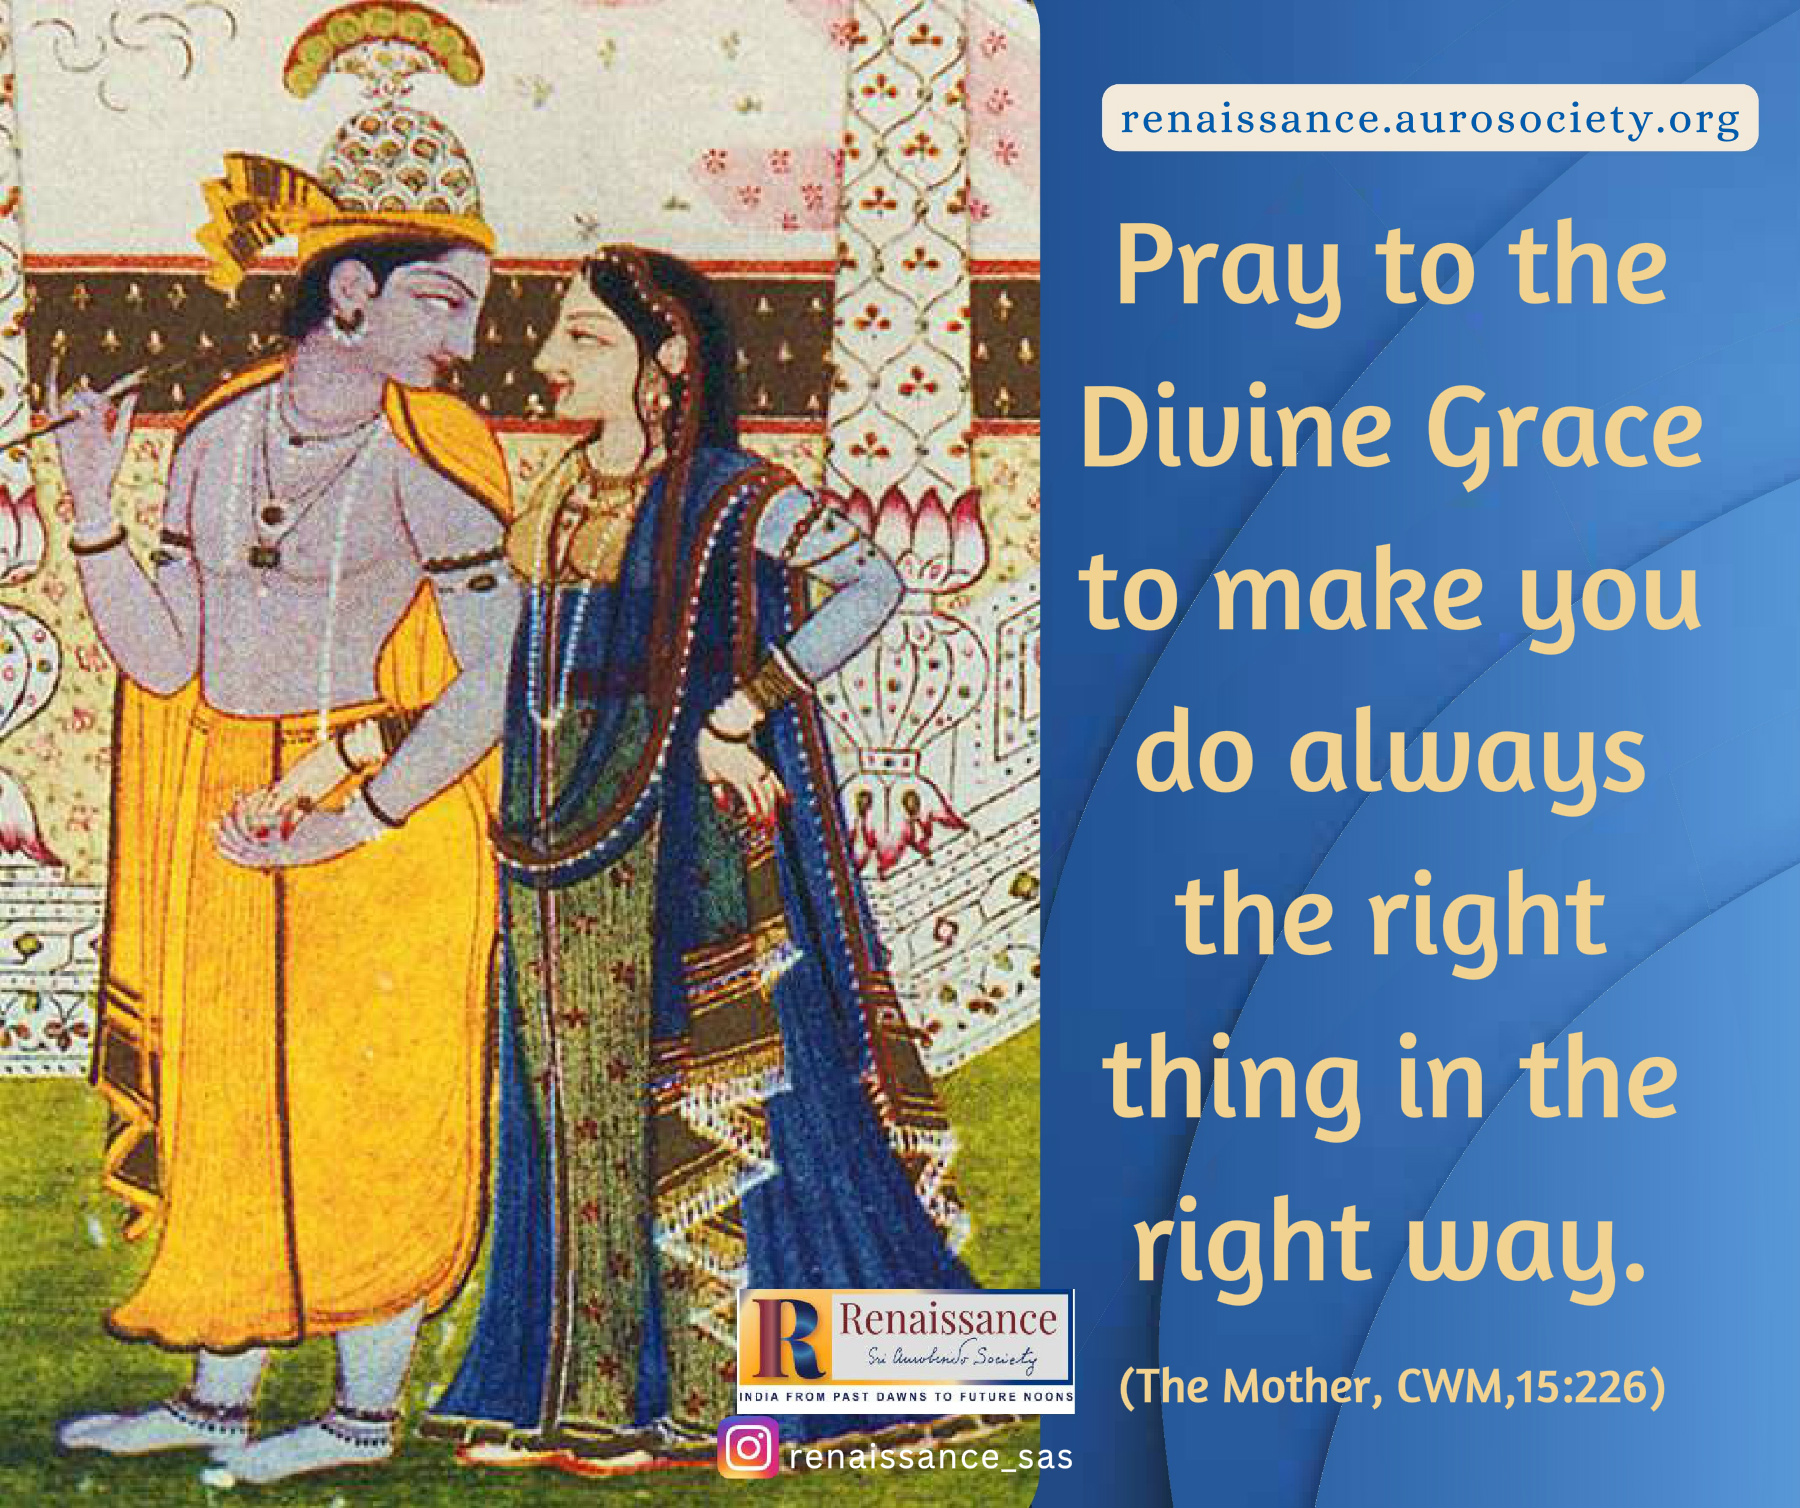 renaissance.aurosociety.org
Pray to the
Divine Grace
to make you
do always
the right
thing in the
right way.
(The Mother, CWM,15:226)
R Renaissance
Sri Aurobindo Society
INDIA FROM PAST DAWNS TO FUTURE NOONS
renaissance_sas